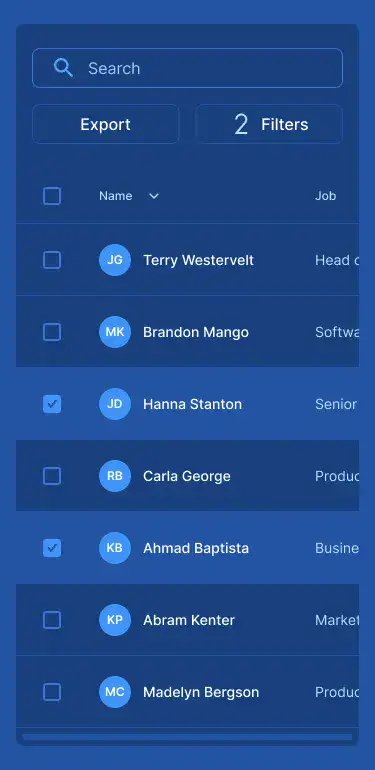 Search
Export
2 Filters
Name Job
JG Terry Westervelt Head o
MK Brandon Mango Softwa
JD Hanna Stanton Senior
RB Carla George Produc
KB Ahmad Baptista Busine
KP Abram Kenter Market
MC Madelyn Bergson Produc